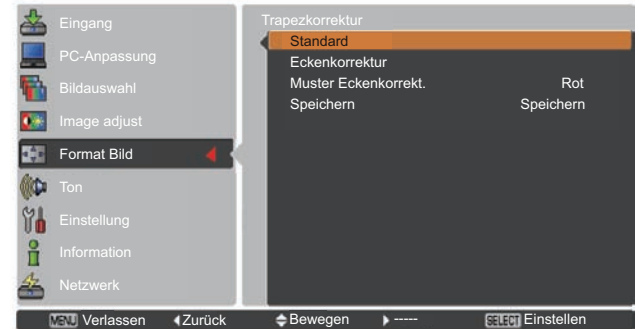 Eingang
PC-Anpassung
Bildauswahl
Image adjust
Format Bild
Ton
Einstellung
Information
Netzwerk
Trapezkorrektur
Standard
Eckenkorrektur
Muster Eckenkorrekt. Rot
Speichern Speichern
MENU Verlassen Zurück Bewegen ----- SELECT Einstellen